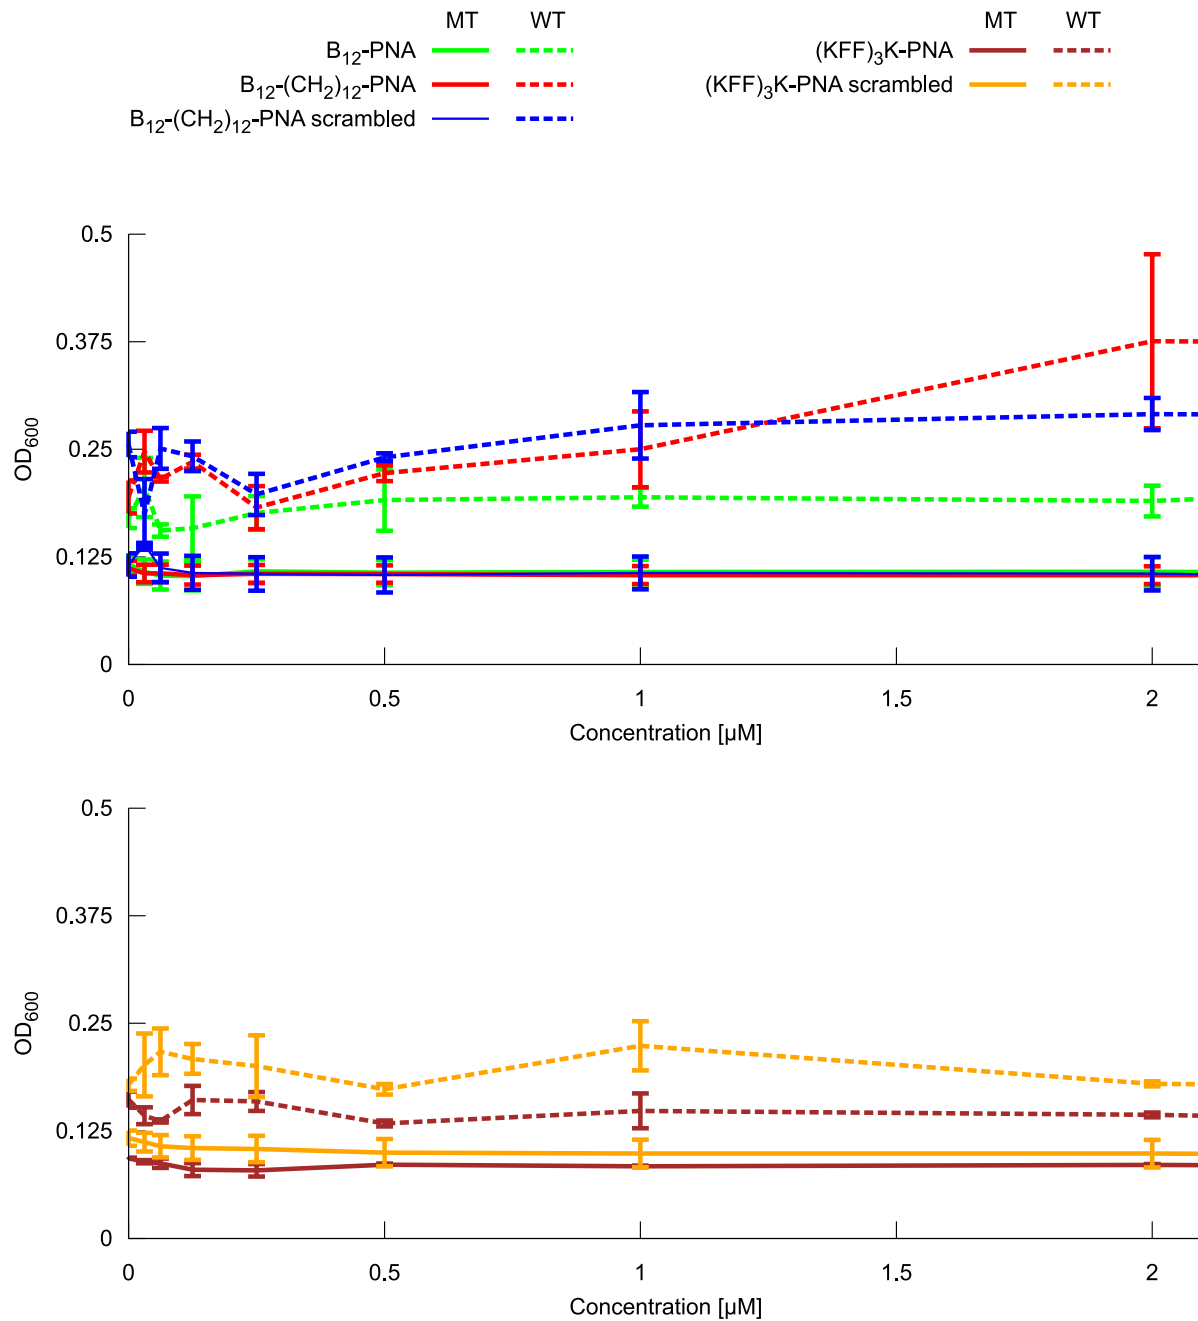 MT WT MT WT
B₁₂-PNA (KFF)₃K-PNA
B₁₂-(CH₂)₁₂-PNA (KFF)₃K-PNA scrambled
B₁₂-(CH₂)₁₂-PNA scrambled
0.5
0.375
0.25
0.125
0
OD₆₀₀
0 0.5 1 1.5 2
Concentration [µM]
0.5
0.375
0.25
0.125
0
OD₆₀₀
0 0.5 1 1.5 2
Concentration [µM]